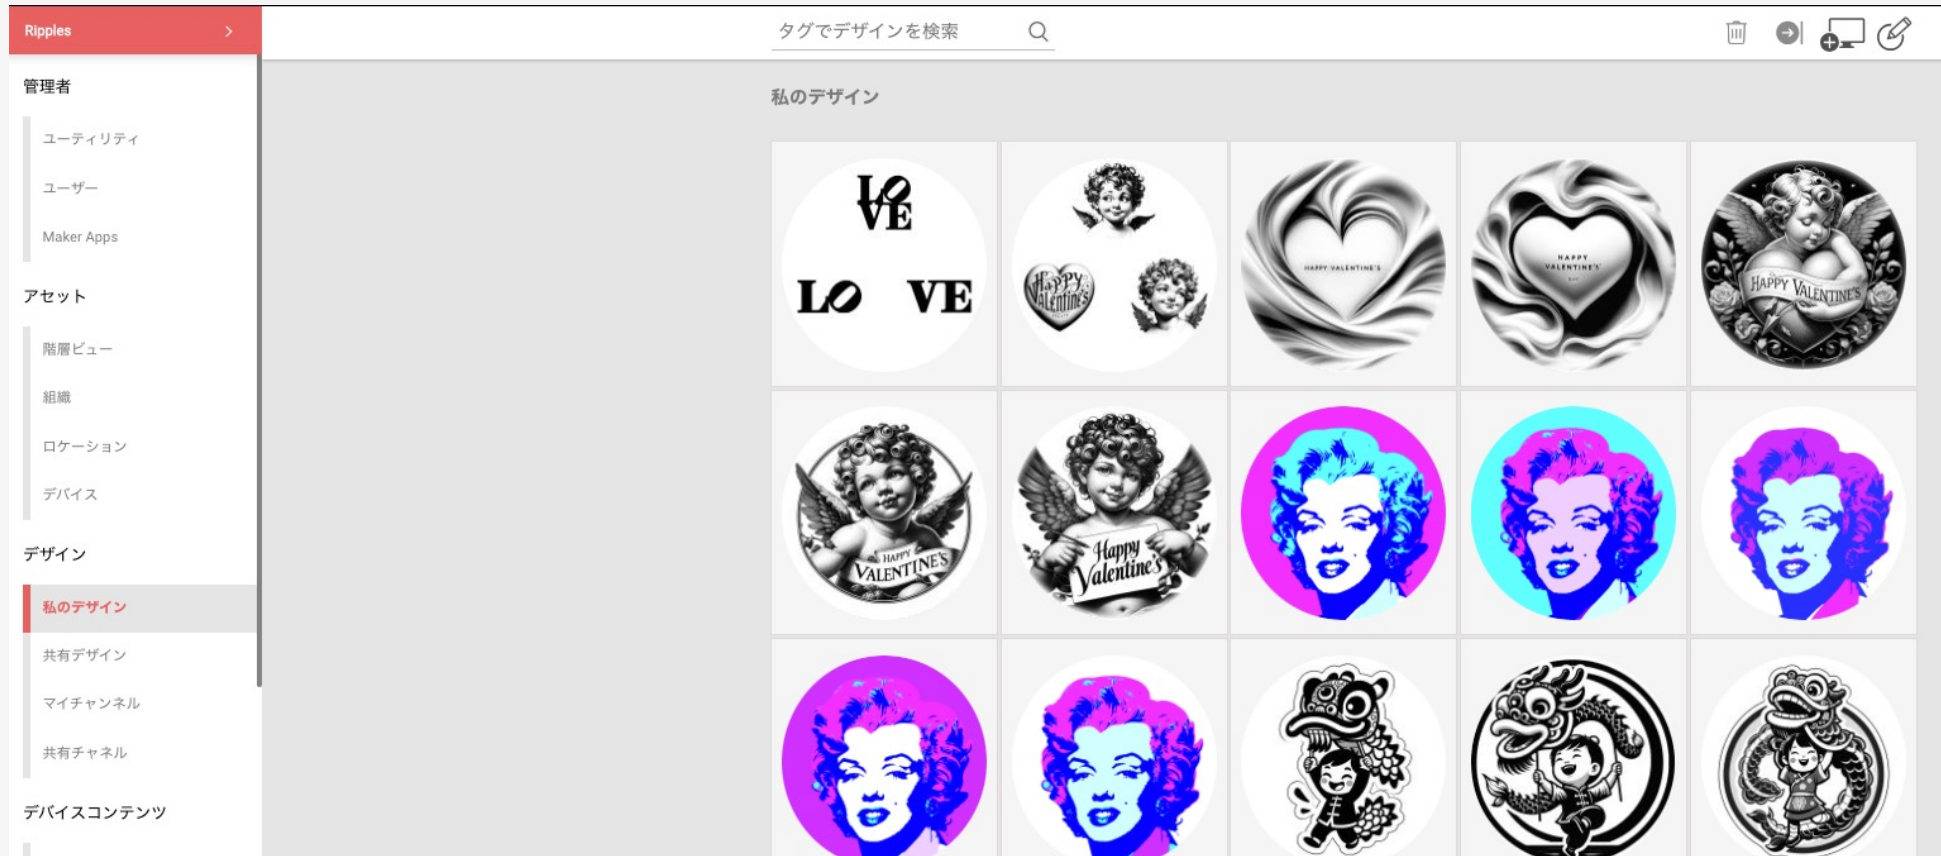 Ripples
タグでデザインを検索
管理者
ユーティリティ
ユーザー
Maker Apps
アセット
階層ビュー
組織
ロケーション
デバイス
デザイン
私のデザイン
共有デザイン
マイチャンネル
共有チャネル
デバイスコンテンツ
私のデザイン
LO
VE
LO VE
HaPPY
Valentine's
HAPPY VALENTINE'S
HAPPY
VALENTINE'S
DAY
HAPPY VALENTINE'S
HAPPY
VALENTINE'S
Happy
Valentine's